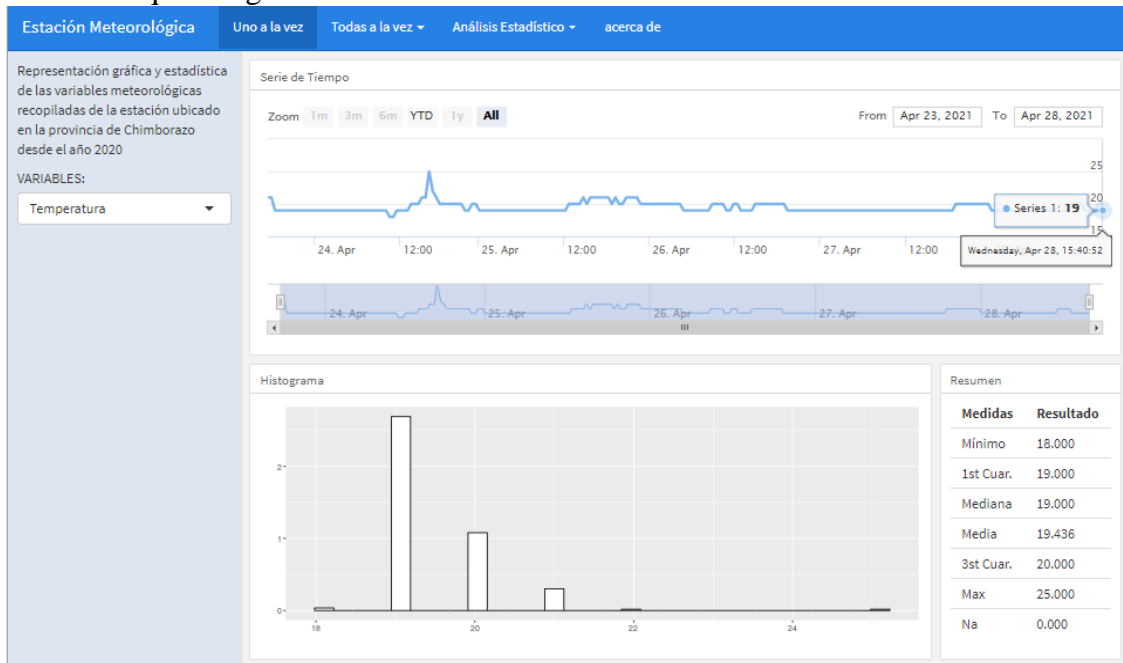 Estación Meteorológica Uno a la vez Todas a la vez Análisis Estadístico acerca de
Representación gráfica y estadística
de las variables meteorológicas
recopiladas de la estación ubicado
en la provincia de Chimborazo
desde el año 2020
VARIABLES:
Temperatura
Serie de Tiempo
Zoom 1m 3m 6m YTD 1y All From Apr 23, 2021 To Apr 28, 2021
25
20
15
Series 1: 19
24. Apr 12:00 25. Apr 12:00 26. Apr 12:00 27. Apr 12:00
Wednesday, Apr 28, 15:40:52
24. Apr 25. Apr 26. Apr 27. Apr 28. Apr
Histograma
2
1
0
18 20 22 24
Resumen
Medidas Resultado
Mínimo 18.000
1st Cuar. 19.000
Mediana 19.000
Media 19.436
3st Cuar. 20.000
Max 25.000
Na 0.000